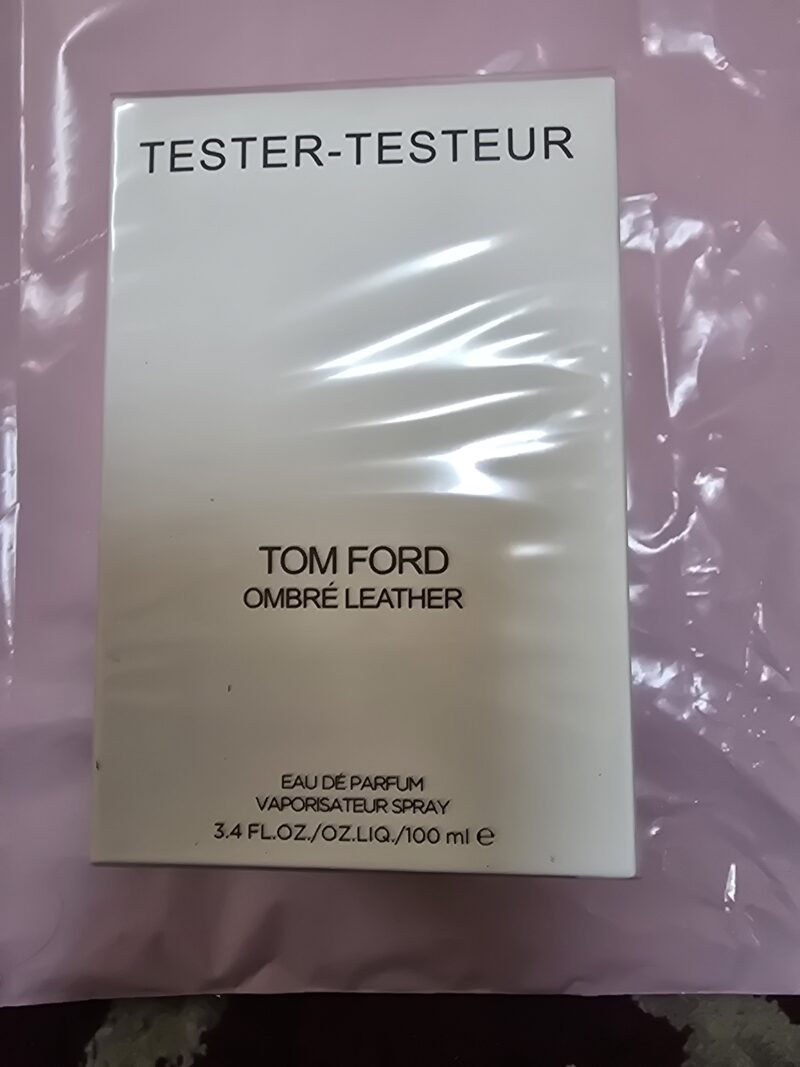 TESTER-TESTEUR
TOM FORD
OMBRÉ LEATHER
EAU DÉ PARFUM
VAPORISATEUR SPRAY
3.4 FL.OZ./OZ.LIQ./100 ml ℮